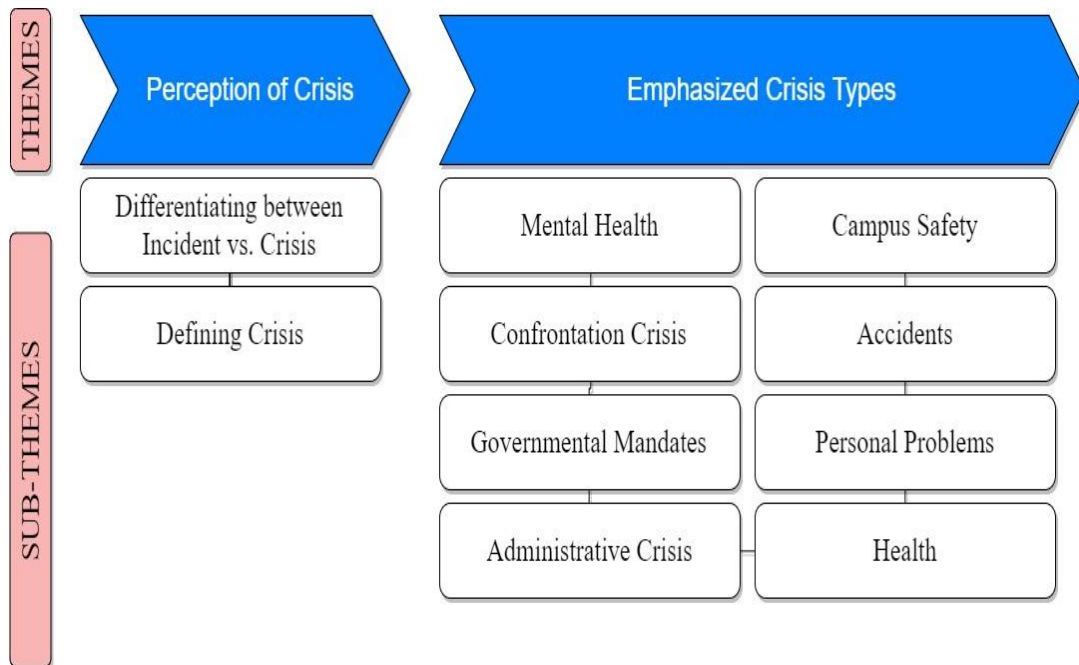 THEMES
Perception of Crisis
Emphasized Crisis Types
SUB-THEMES
Differentiating between
Incident vs. Crisis
Defining Crisis
Mental Health
Campus Safety
Confrontation Crisis
Accidents
Governmental Mandates
Personal Problems
Administrative Crisis
Health